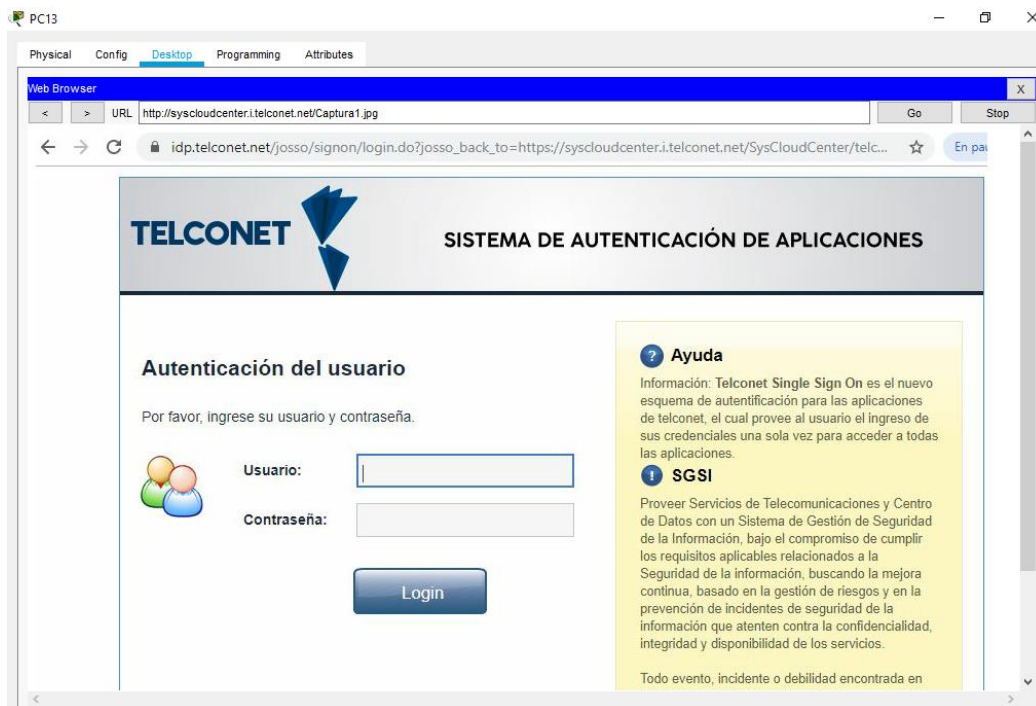 PC13
Physical Config Desktop Programming Attributes
Web Browser X
< > URL http://syscloudcenter.i.telconet.net/Captura1.jpg Go Stop
idp.telconet.net/josso/signon/login.do?josso_back_to=https://syscloudcenter.i.telconet.net/SysCloudCenter/telc... En pau
TELCONET
SISTEMA DE AUTENTICACIÓN DE APLICACIONES
Autenticación del usuario
Por favor, ingrese su usuario y contraseña.
Usuario:
Contraseña:
Login
Ayuda
Información: Telconet Single Sign On es el nuevo
esquema de autentificación para las aplicaciones
de telconet, el cual provee al usuario el ingreso de
sus credenciales una sola vez para acceder a todas
las aplicaciones.
SGSI
Proveer Servicios de Telecomunicaciones y Centro
de Datos con un Sistema de Gestión de Seguridad
de la Información, bajo el compromiso de cumplir
los requisitos aplicables relacionados a la
Seguridad de la información, buscando la mejora
continua, basado en la gestión de riesgos y en la
prevención de incidentes de seguridad de la
información que atenten contra la confidencialidad,
integridad y disponibilidad de los servicios.
Todo evento, incidente o debilidad encontrada en